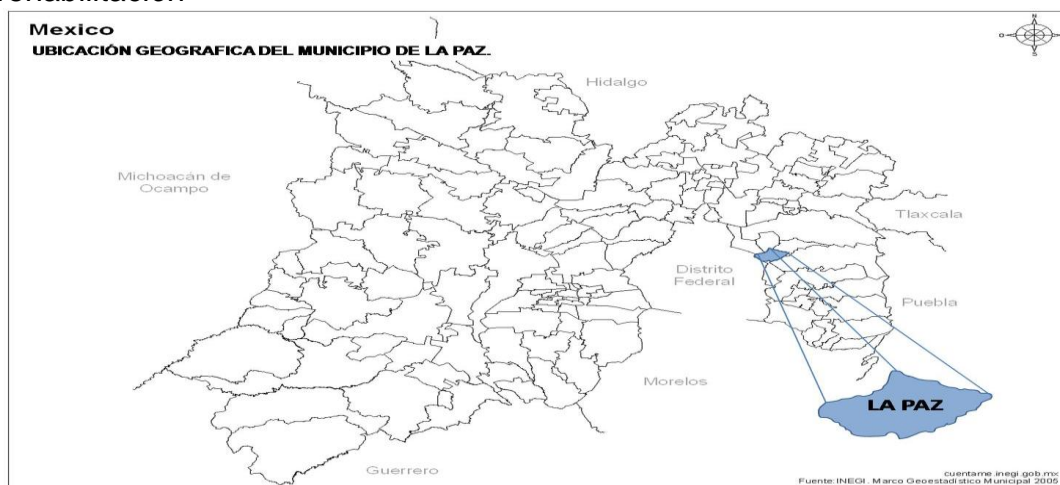 rehabilitación
Mexico
UBICACIÓN GEOGRAFICA DEL MUNICIPIO DE LA PAZ.
N
O
E
S
Hidalgo
Michoacán de
Ocampo
Tlaxcala
Distrito
Federal
Puebla
Morelos
LA PAZ
Guerrero
cuentame.inegi.gob.mx
Fuente: INEGI. Marco Geoestadístico Municipal 2005